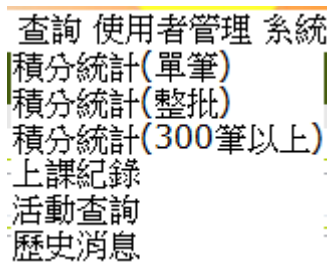 查詢 使用者管理 系統
積分統計(單筆)
積分統計(整批)
積分統計(300筆以上)
上課紀錄
活動查詢
歷史消息